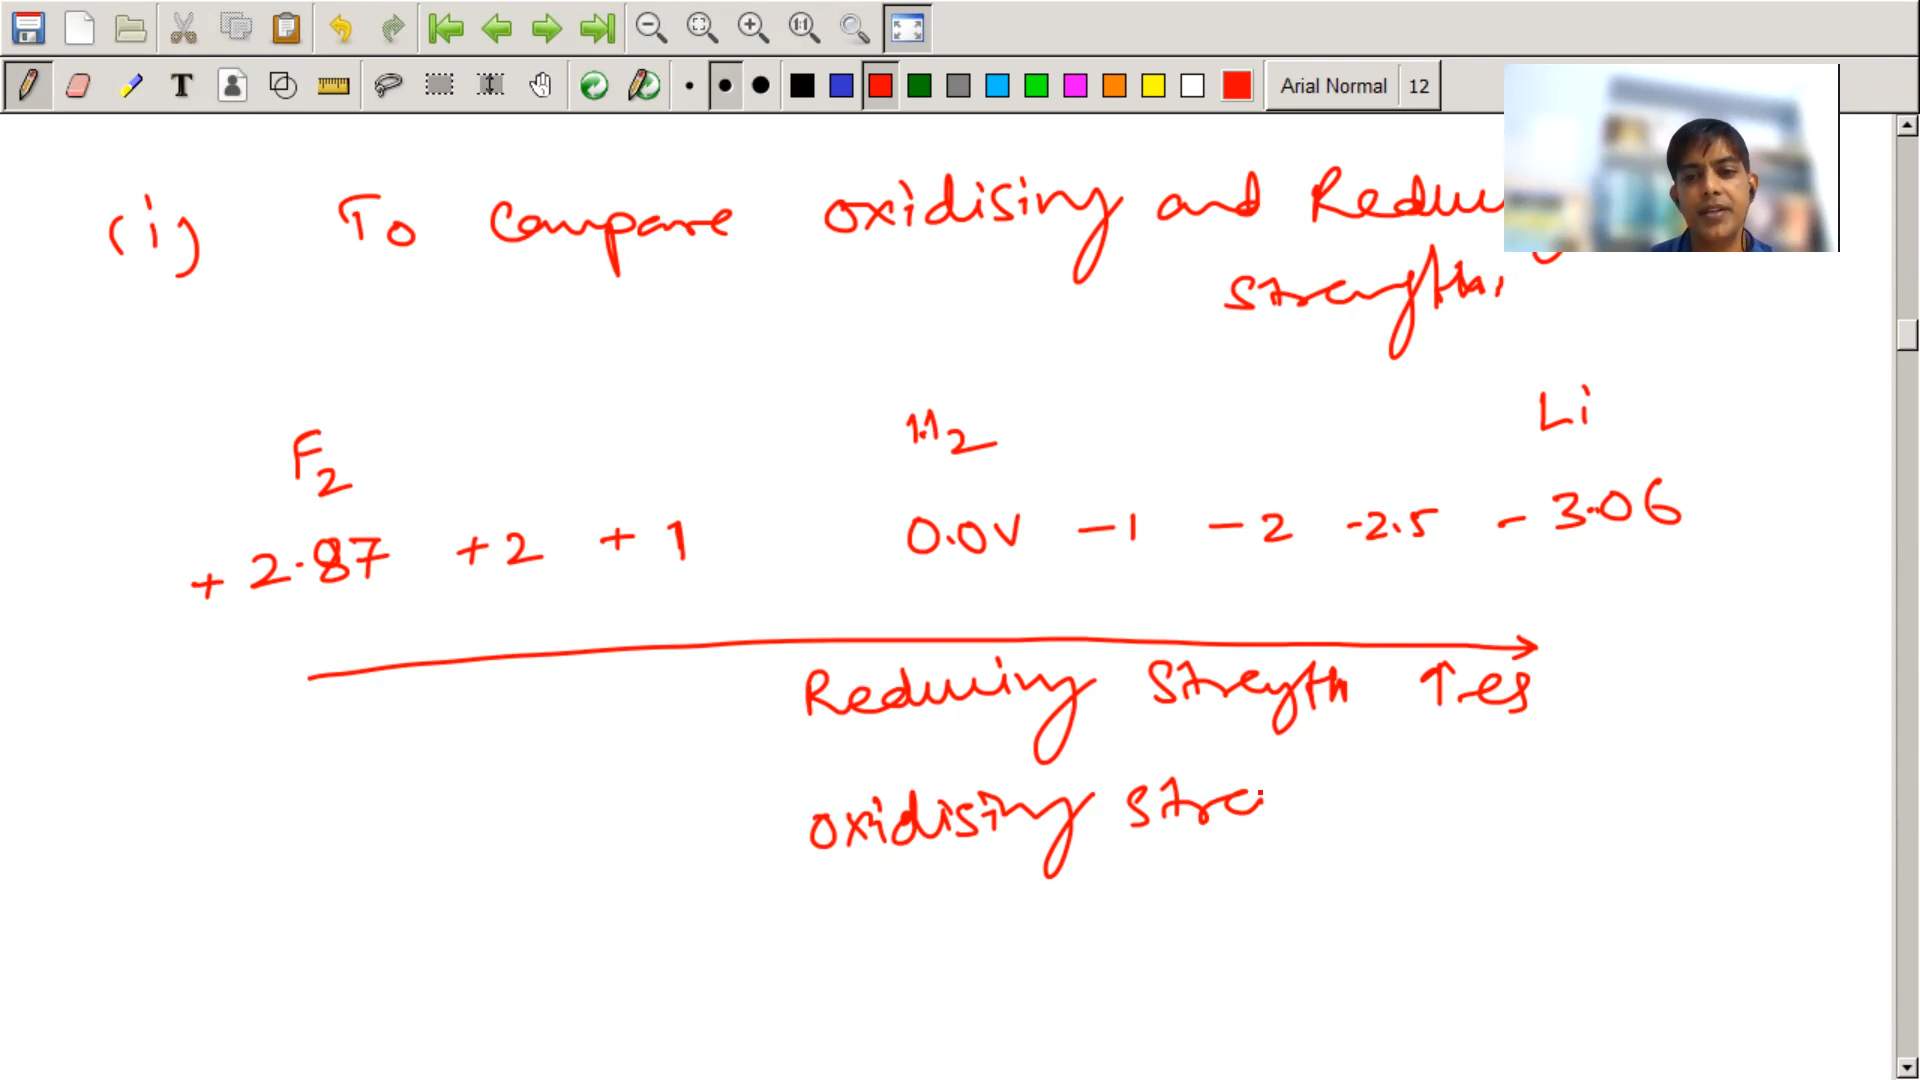 Arial Normal 12
(i) To compare oxidising and
strength.
F2 H2 Li
+2.87 +2 +1 0.0V -1 -2 -2.5 -3.06
Reducing Strength ↑es
oxidising stre